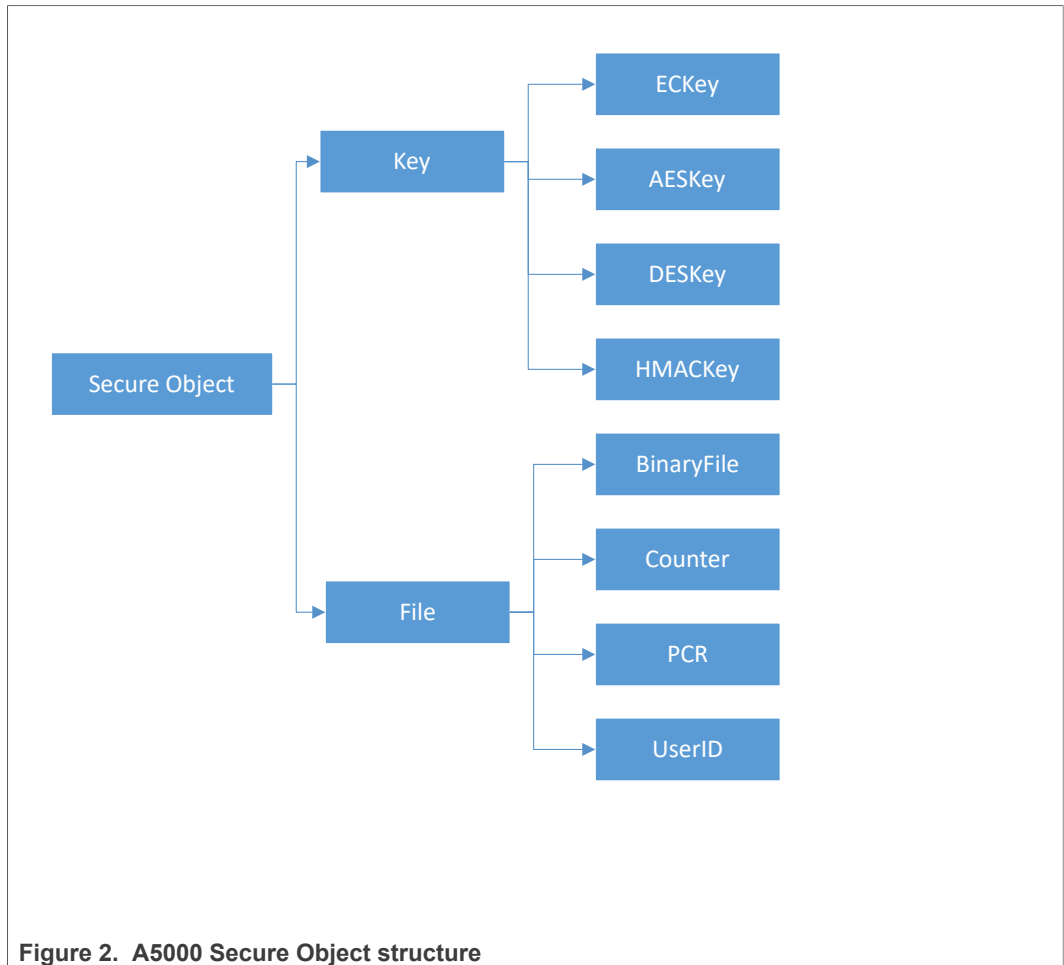 ECKey
Key
AESKey
DESKey
HMACKey
Secure Object
BinaryFile
Counter
File
PCR
UserID
Figure 2. A5000 Secure Object structure